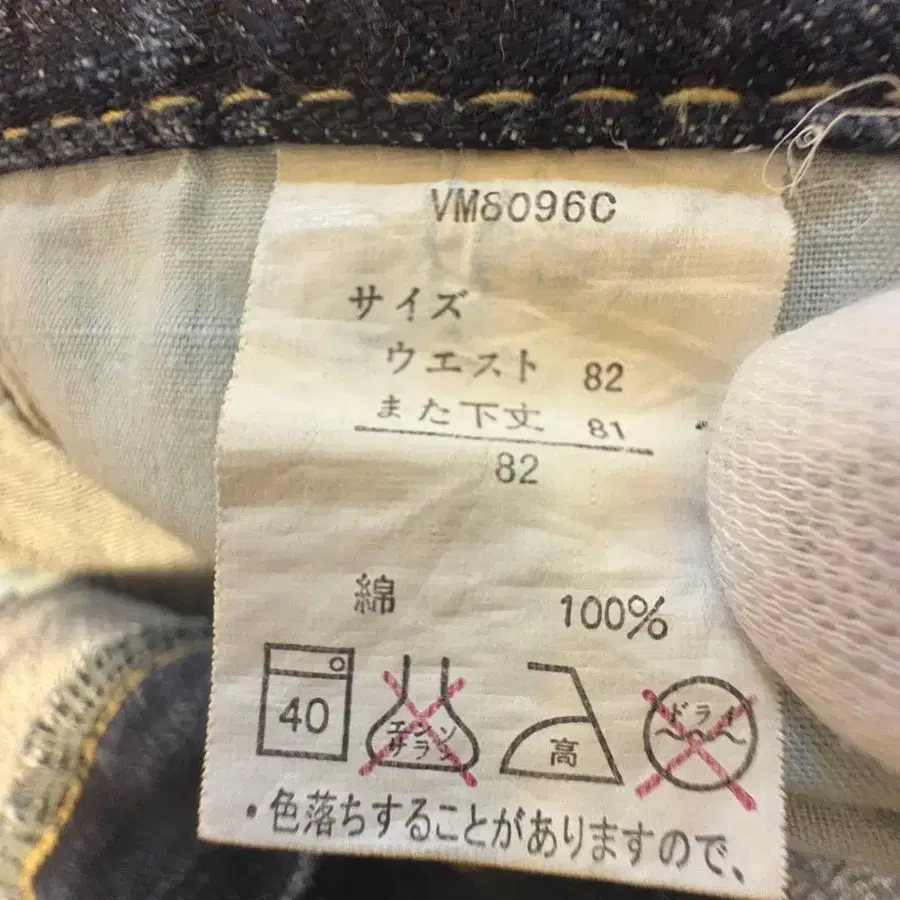 VM8096C
サイズ
ウエスト 82
また下丈 81
82
綿 100%
40
エンソ
サラシ
高
ドライ
・色落ちすることがありますので、